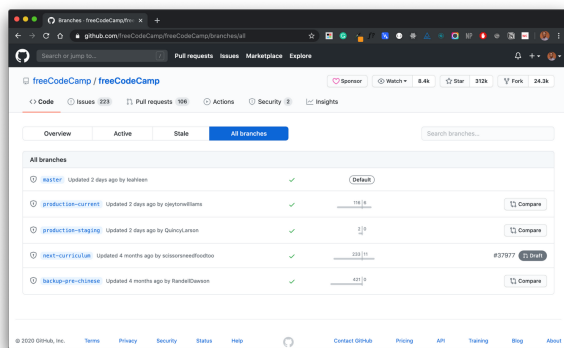 Branches · freeCodeCamp/free
github.com/freeCodeCamp/freeCodeCamp/branches/all
Search or jump to...
Pull requests Issues Marketplace Explore
freeCodeCamp / freeCodeCamp
Sponsor Watch 8.4k Star 312k Fork 24.3k
Code Issues 223 Pull requests 106 Actions Security 2 Insights
Overview Active Stale All branches
Search branches...
All branches
master Updated 2 days ago by leahleen Default
production-current Updated 2 days ago by ojeytonwilliams Compare
production-staging Updated 2 days ago by QuincyLarson Compare
next-curriculum Updated 4 months ago by scissorsneedfoodtoo 11 #37977 Draft
backup-pre-chinese Updated 4 months ago by RandellDawson Compare
© 2020 GitHub, Inc. Terms Privacy Security Status Help Contact GitHub Pricing API Training Blog About